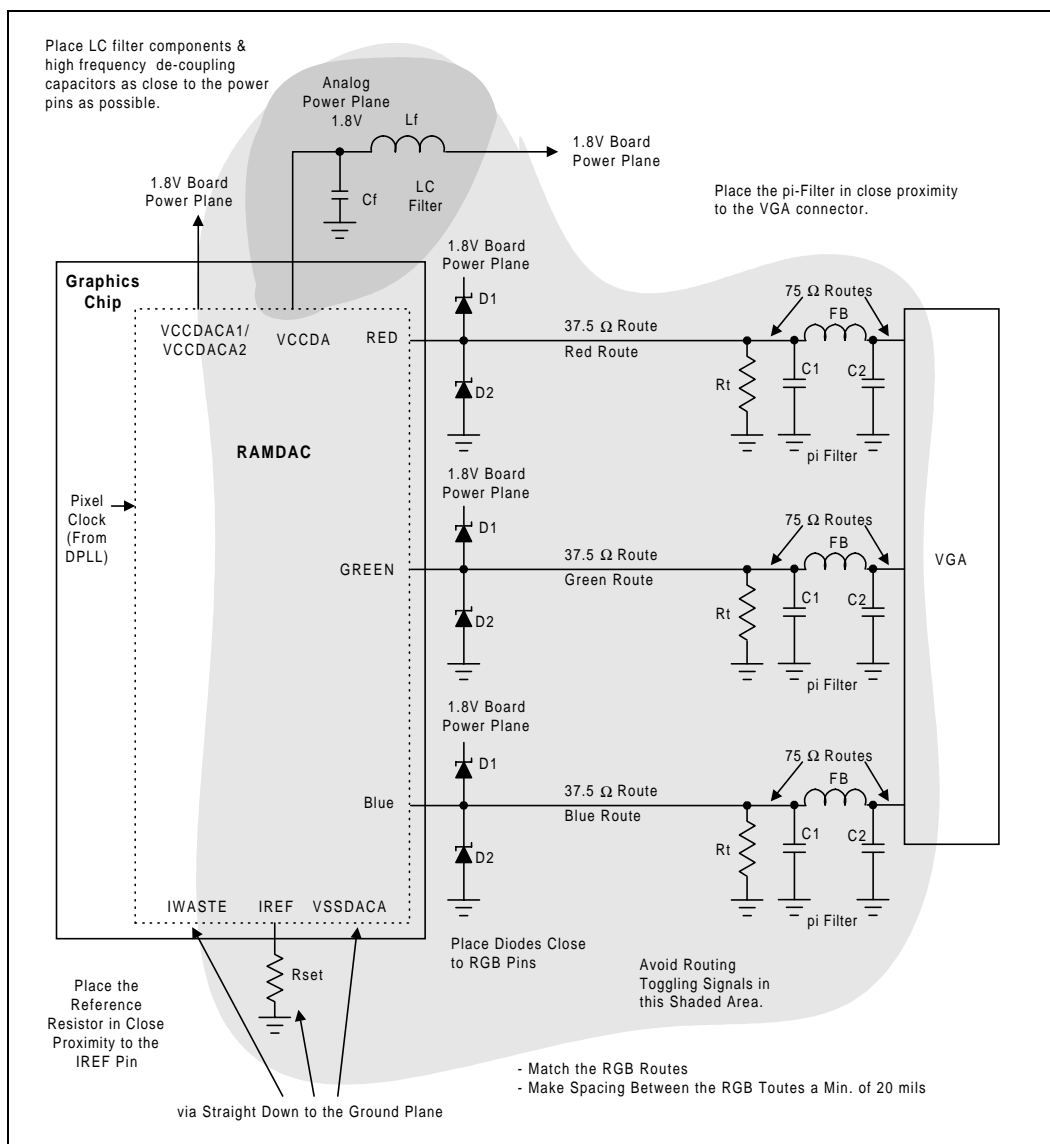 Place LC filter components &
high frequency de-coupling
capacitors as close to the power
pins as possible.
Analog
Power Plane
1.8V
Lf
1.8V Board
Power Plane
Cf
LC
Filter
1.8V Board
Power Plane
Place the pi-Filter in close proximity
to the VGA connector.
Graphics
Chip
VCCDACA1/
VCCDACA2
VCCDA
RED
1.8V Board
Power Plane
D1
D2
37.5 Ω Route
Red Route
75 Ω Routes
FB
Rt
C1
C2
pi Filter
RAMDAC
Pixel
Clock
(From
DPLL)
GREEN
1.8V Board
Power Plane
D1
D2
37.5 Ω Route
Green Route
75 Ω Routes
FB
Rt
C1
C2
pi Filter
VGA
Blue
1.8V Board
Power Plane
D1
D2
37.5 Ω Route
Blue Route
75 Ω Routes
FB
Rt
C1
C2
pi Filter
IWASTE
IREF
VSSDACA
Rset
Place Diodes Close
to RGB Pins
Avoid Routing
Toggling Signals in
this Shaded Area.
Place the
Reference
Resistor in Close
Proximity to the
IREF Pin
via Straight Down to the Ground Plane
- Match the RGB Routes
- Make Spacing Between the RGB Toutes a Min. of 20 mils